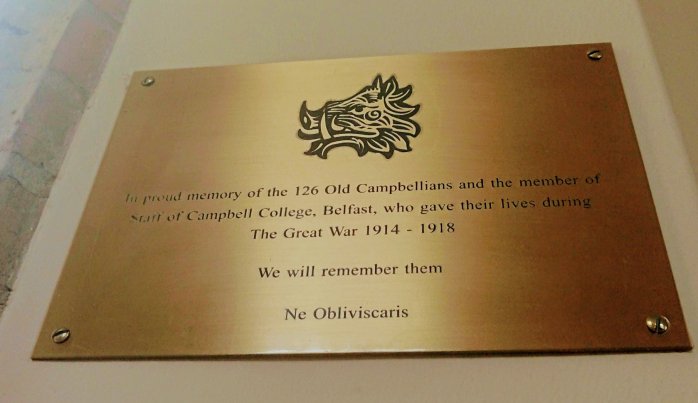 In proud memory of the 126 Old Campbellians and the member of
Staff of Campbell College, Belfast, who gave their lives during
The Great War 1914 - 1918
We will remember them
Ne Obliviscaris